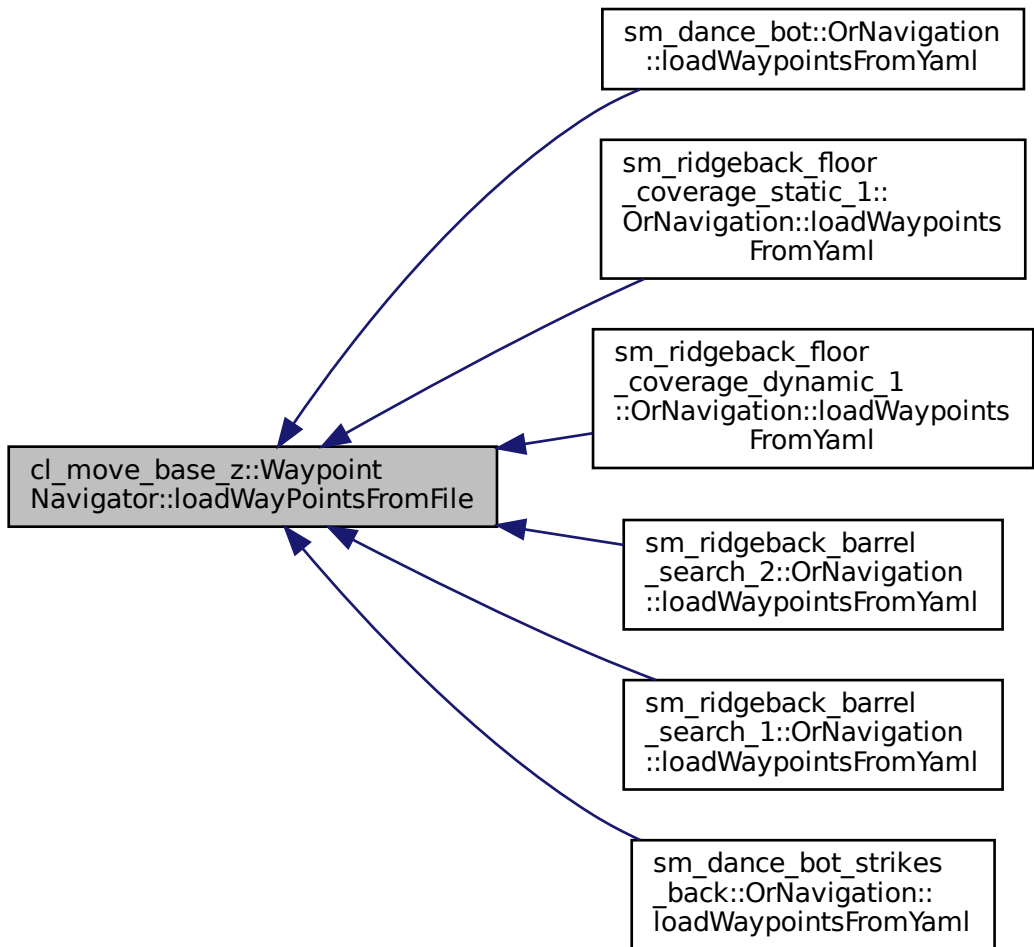 sm_dance_bot::OrNavigation
::loadWaypointsFromYaml
sm_ridgeback_floor
_coverage_static_1::
OrNavigation::loadWaypoints
FromYaml
sm_ridgeback_floor
_coverage_dynamic_1
::OrNavigation::loadWaypoints
FromYaml
cl_move_base_z::Waypoint
Navigator::loadWayPointsFromFile
sm_ridgeback_barrel
_search_2::OrNavigation
::loadWaypointsFromYaml
sm_ridgeback_barrel
_search_1::OrNavigation
::loadWaypointsFromYaml
sm_dance_bot_strikes
_back::OrNavigation::
loadWaypointsFromYaml